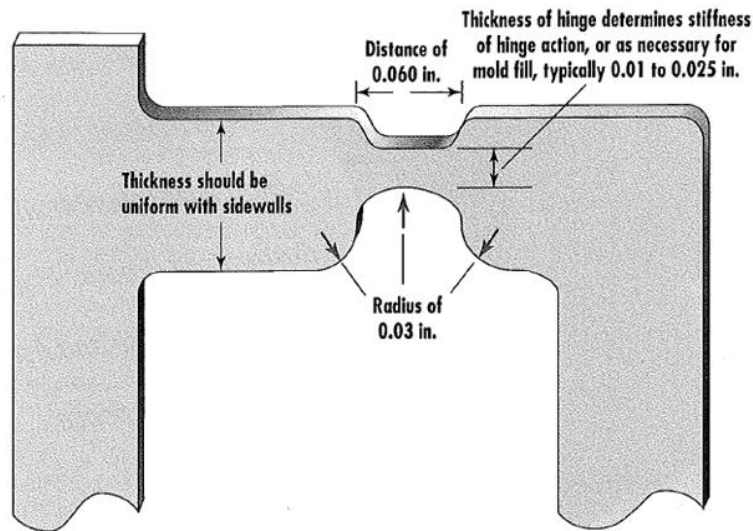 Thickness of hinge determines stiffness
of hinge action, or as necessary for
mold fill, typically 0.01 to 0.025 in.
Distance of
0.060 in.
Thickness should be
uniform with sidewalls
Radius of
0.03 in.